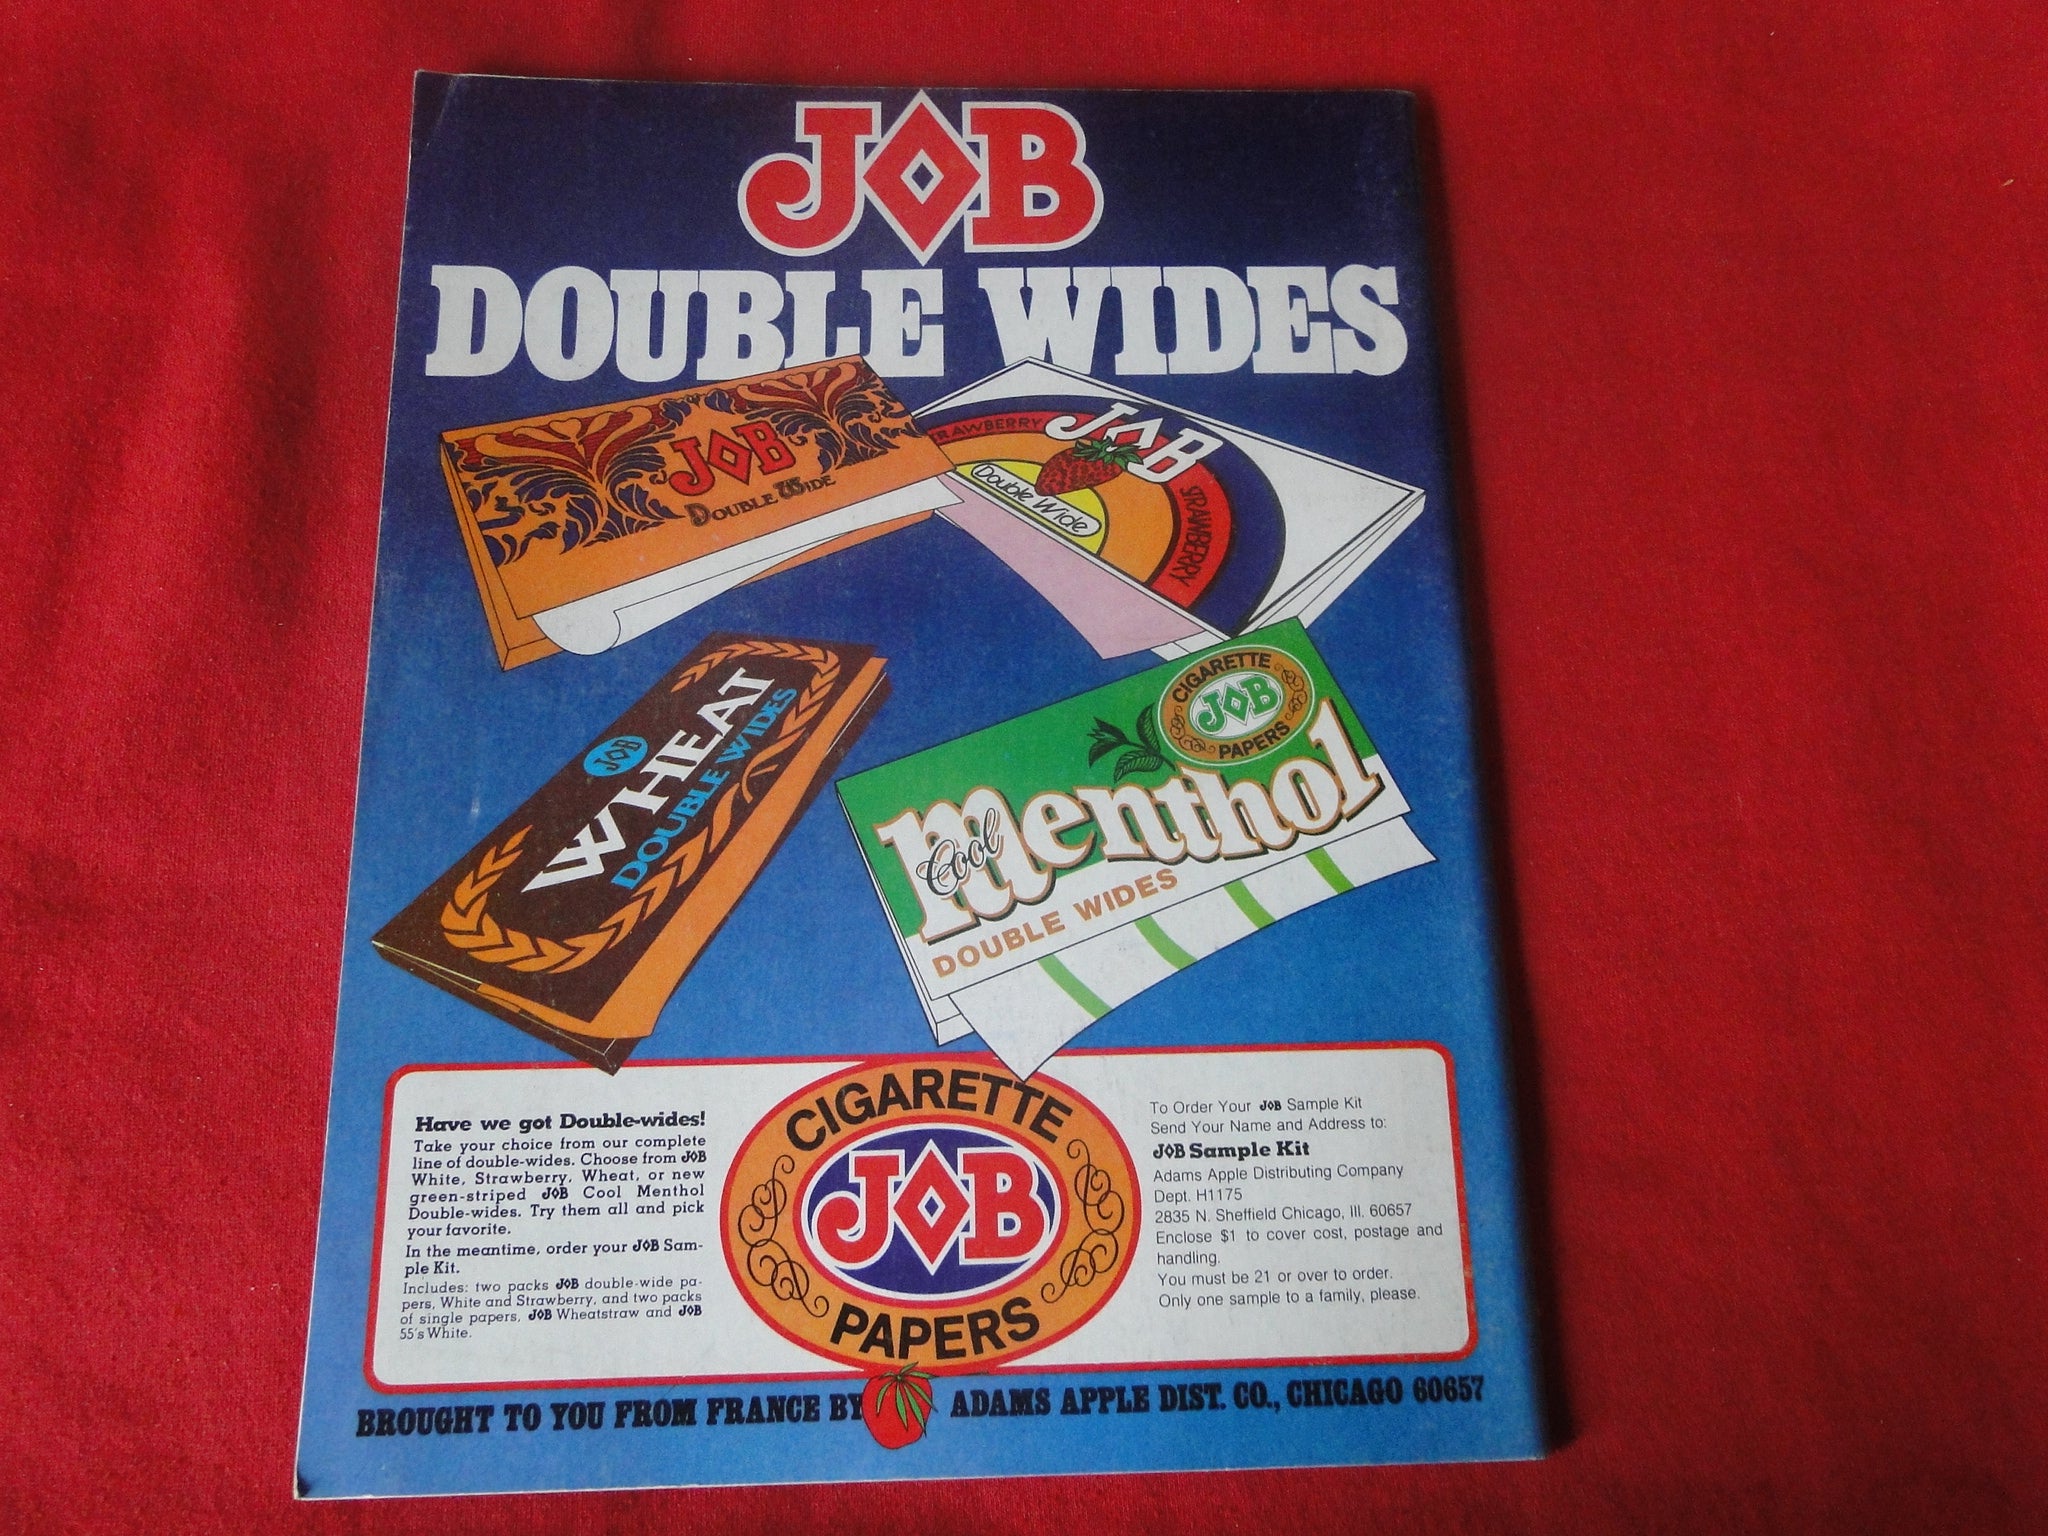 JOB
DOUBLE WIDES
JOB
DOUBLE WIDE
STRAWBERRY
JOB
Double Wide
STRAWBERRY
JOB
WHEAT
DOUBLE WIDES
CIGARETTE
JOB
PAPERS
Cool
Menthol
DOUBLE WIDES
Have we got Double-wides!
Take your choice from our complete
line of double-wides. Choose from JOB
White, Strawberry, Wheat, or new
green-striped JOB Cool Menthol
Double-wides. Try them all and pick
your favorite.
In the meantime, order your JOB Sam-
ple Kit.
Includes: two packs JOB double-wide pa-
pers, White and Strawberry, and two packs
of single papers, JOB Wheatstraw and JOB
55's White.
CIGARETTE
JOB
PAPERS
To Order Your JOB Sample Kit
Send Your Name and Address to:
JOB Sample Kit
Adams Apple Distributing Company
Dept. H1175
2835 N. Sheffield Chicago, Ill. 60657
Enclose $1 to cover cost, postage and
handling.
You must be 21 or over to order.
Only one sample to a family, please.
BROUGHT TO YOU FROM FRANCE BY ADAMS APPLE DIST. CO., CHICAGO 60657